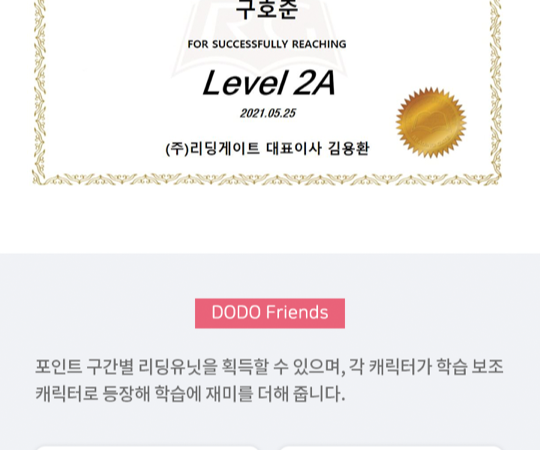 구호준
FOR SUCCESSFULLY REACHING
Level 2A
2021.05.25
(주)리딩게이트 대표이사 김용환
DODO Friends
포인트 구간별 리딩유닛을 획득할 수 있으며, 각 캐릭터가 학습 보조
캐릭터로 등장해 학습에 재미를 더해 줍니다.